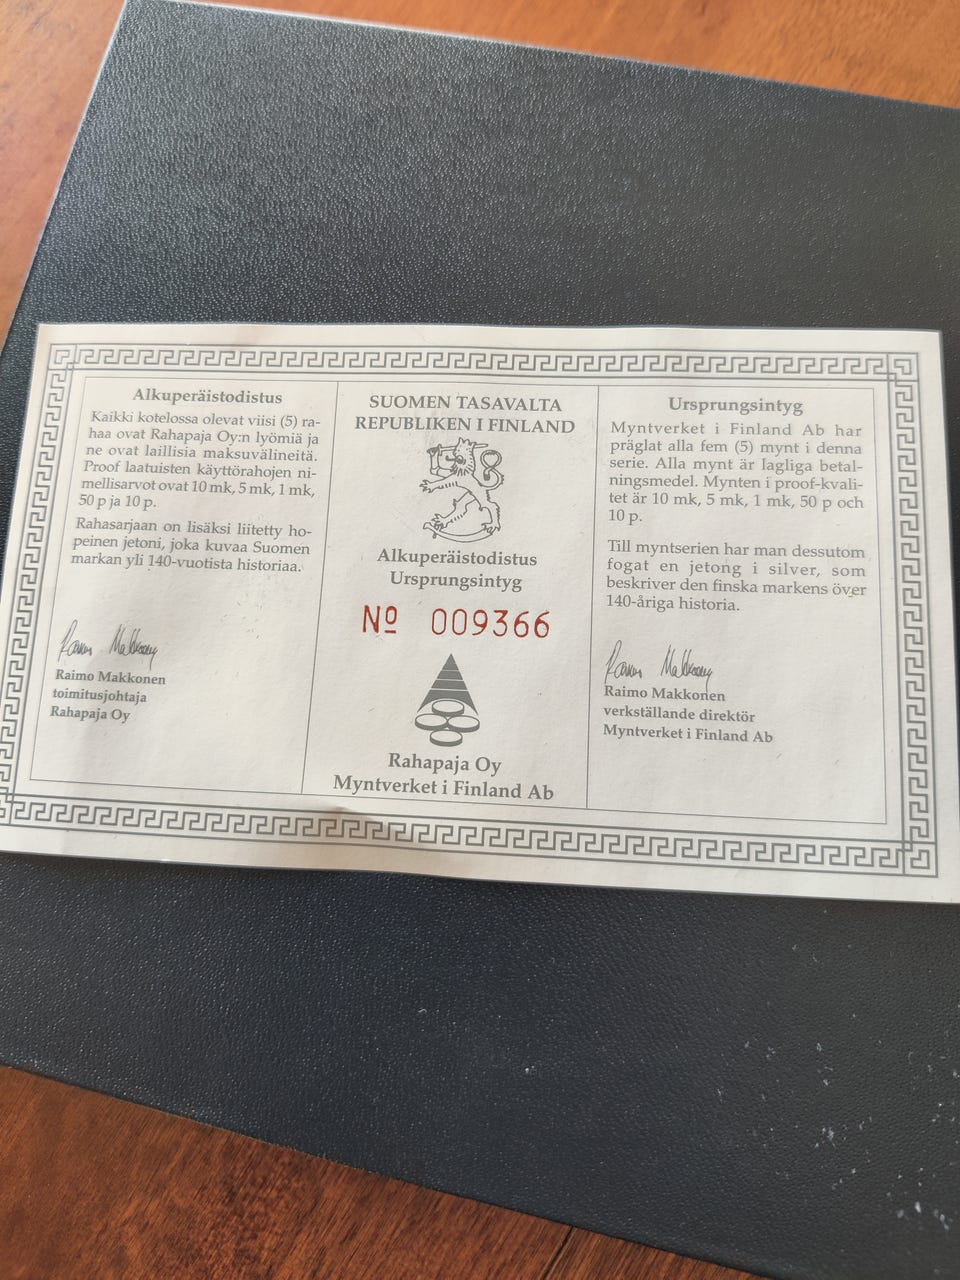 Alkuperäistodistus
Kaikki kotelossa olevat viisi (5) ra-
haa ovat Rahapaja Oy:n lyömiä ja
ne ovat laillisia maksuvälineitä.
Proof laatuisten käyttörahojen ni-
mellisarvot ovat 10 mk, 5 mk, 1 mk,
50 p ja 10 p.
Rahasarjaan on lisäksi liitetty ho-
peinen jetoni, joka kuvaa Suomen
markan yli 140-vuotista historiaa.
Raimo Makkonen
Raimo Makkonen
toimitusjohtaja
Rahapaja Oy
SUOMEN TASAVALTA
REPUBLIKEN I FINLAND
Alkuperäistodistus
Ursprungsintyg
Nº 009366
Rahapaja Oy
Myntverket i Finland Ab
Ursprungsintyg
Myntverket i Finland Ab har
präglat alla fem (5) mynt i denna
serie. Alla mynt är lagliga betal-
ningsmedel. Mynten i proof-kvali-
tet är 10 mk, 5 mk, 1 mk, 50 p och
10 p.
Till myntserien har man dessutom
fogat en jetong i silver, som
beskriver den finska markens över
140-åriga historia.
Raimo Makkonen
Raimo Makkonen
verkställande direktör
Myntverket i Finland Ab